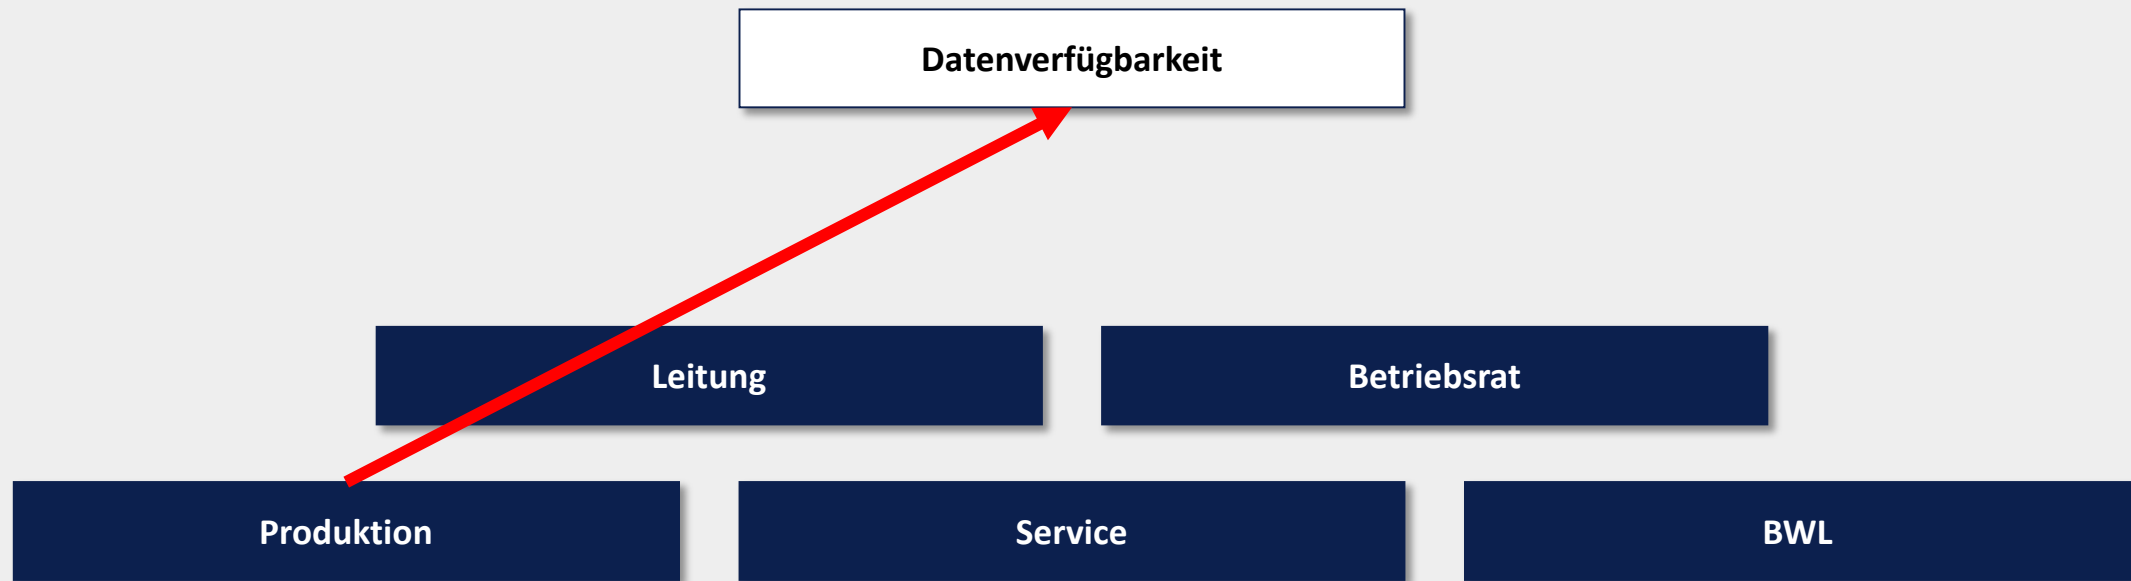 Datenverfügbarkeit
Leitung
Betriebsrat
Produktion
Service
BWL